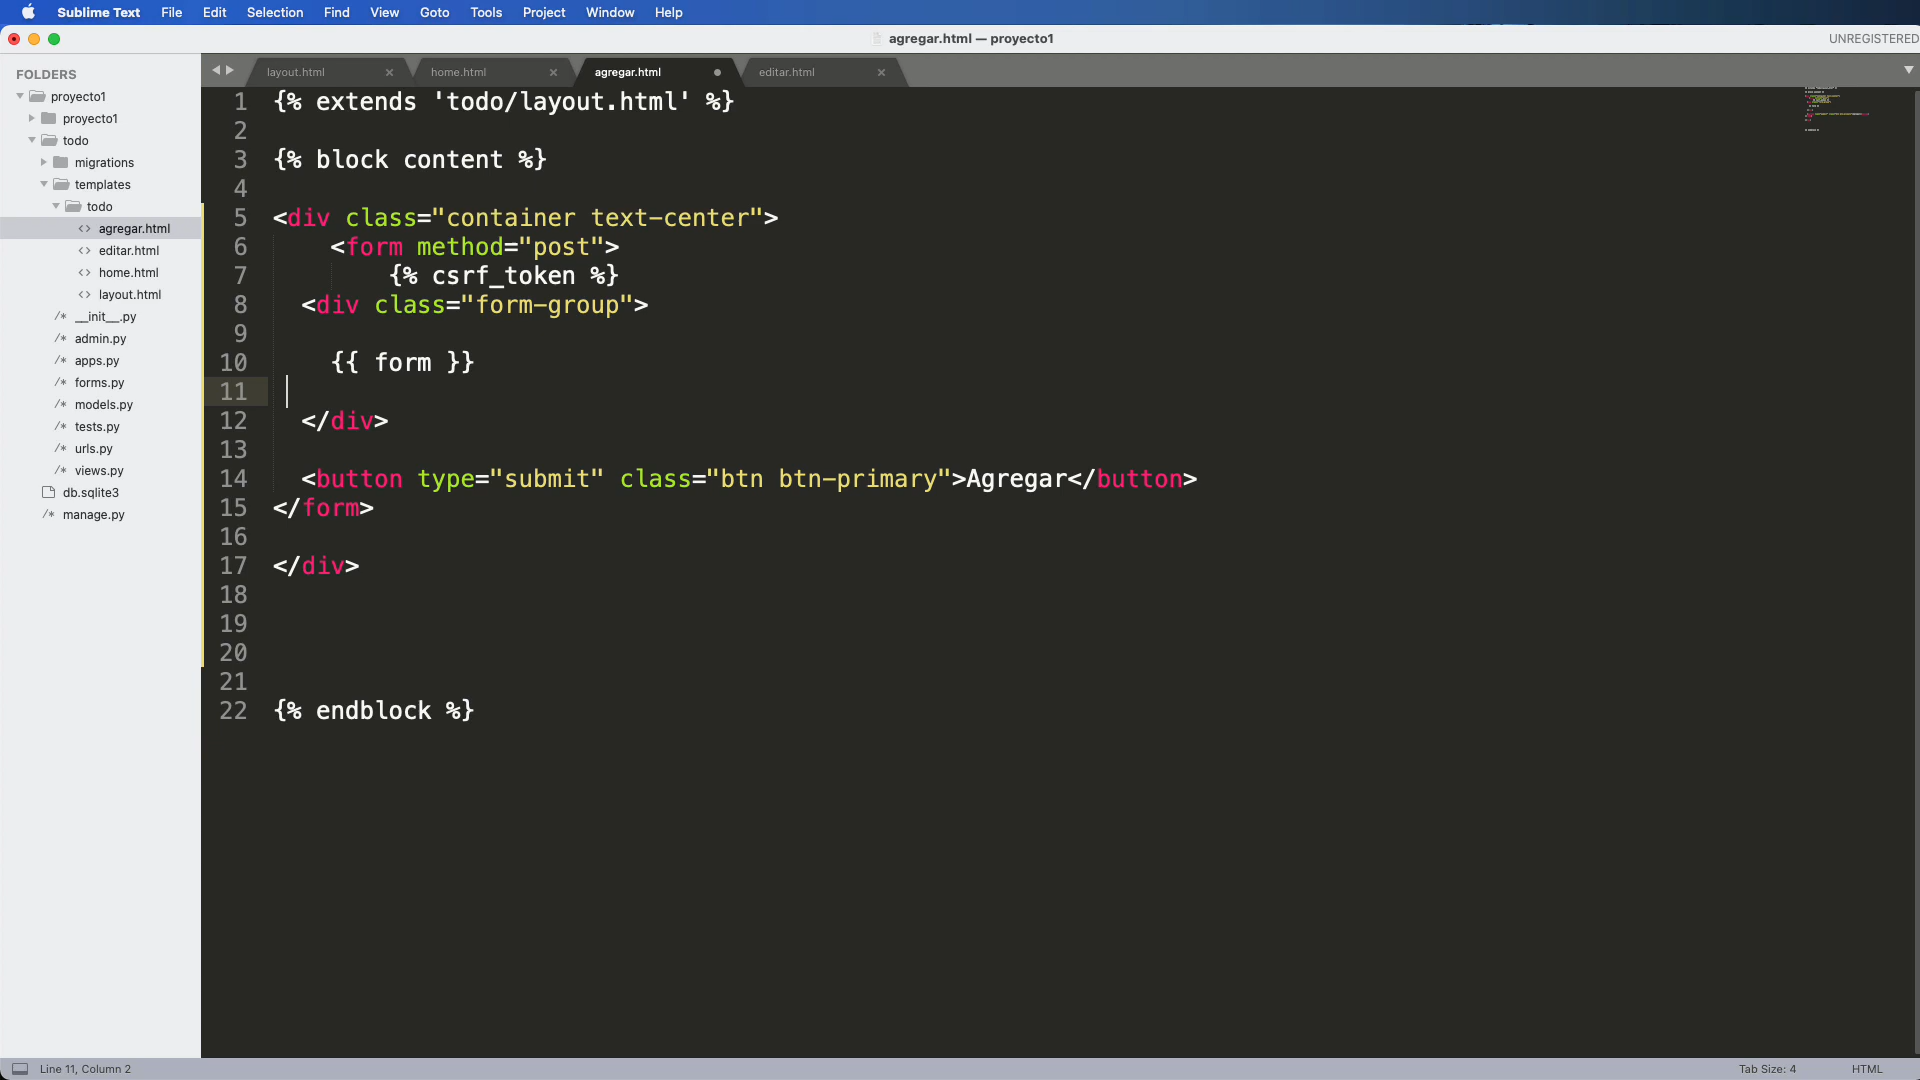 Sublime Text File Edit Selection Find View Goto Tools Project Window Help
agregar.html — proyecto1
UNREGISTERED
FOLDERS
proyecto1
proyecto1
todo
migrations
templates
todo
agregar.html
editar.html
home.html
layout.html
__init__.py
admin.py
apps.py
forms.py
models.py
tests.py
urls.py
views.py
db.sqlite3
manage.py
layout.html home.html agregar.html editar.html
1 {% extends 'todo/layout.html' %}
2
3 {% block content %}
4
5 <div class="container text-center">
6 <form method="post">
7 {% csrf_token %}
8 <div class="form-group">
9
10 {{ form }}
11
12 </div>
13
14 <button type="submit" class="btn btn-primary">Agregar</button>
15 </form>
16
17 </div>
18
19
20
21
22 {% endblock %}
Line 11, Column 2
Tab Size: 4
HTML